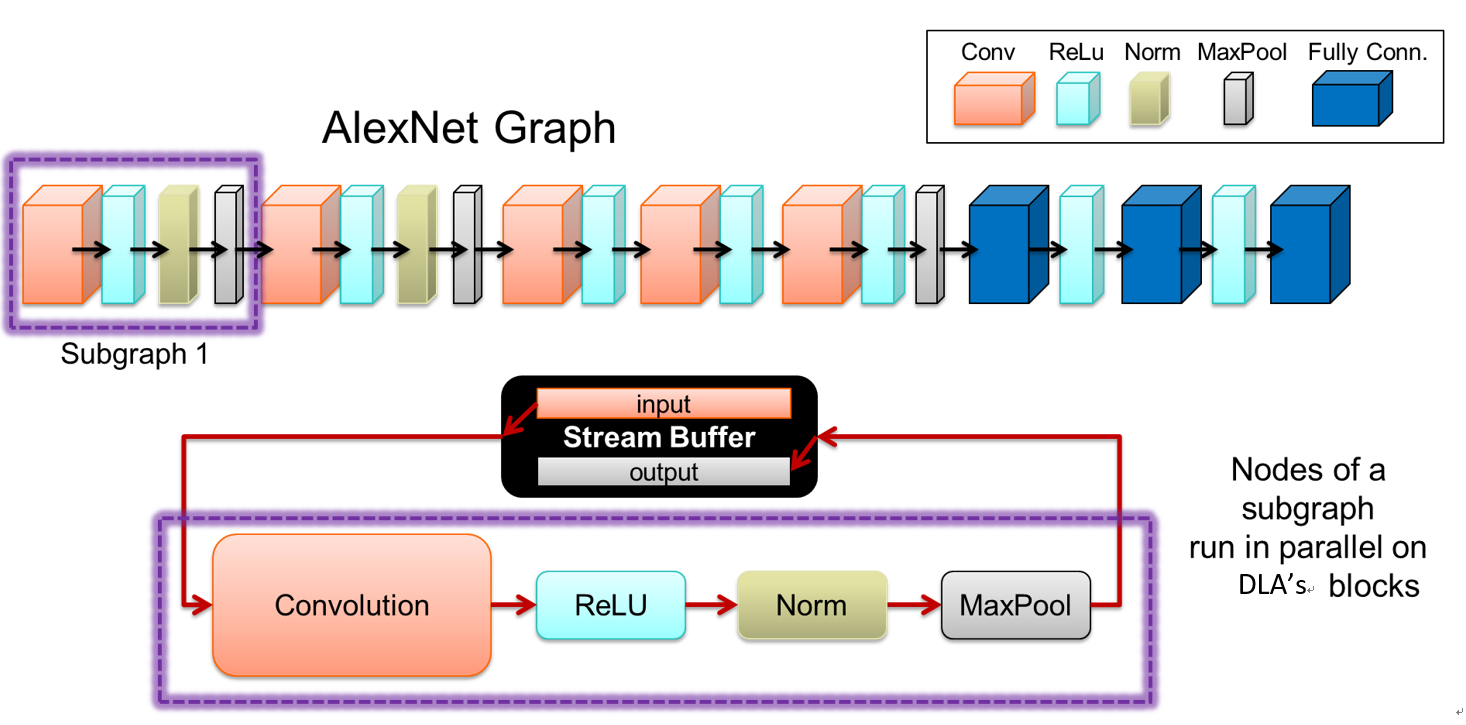 Conv ReLu Norm MaxPool Fully Conn.
AlexNet Graph
Subgraph 1
input
Stream Buffer
output
Nodes of a
subgraph
run in parallel on
DLA's blocks
Convolution ReLU Norm MaxPool